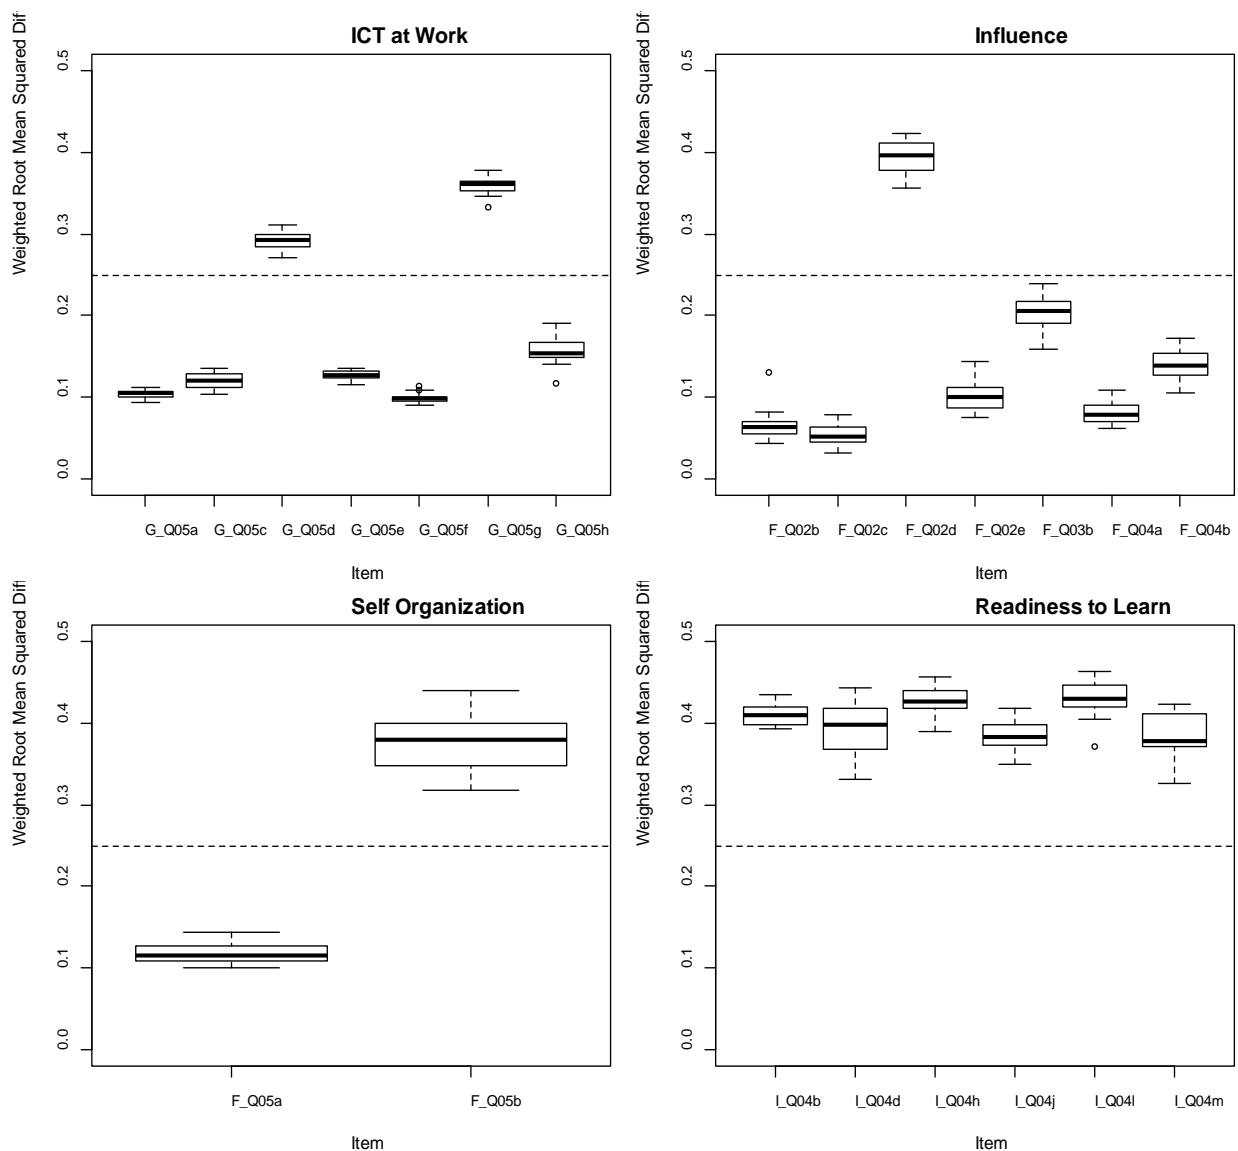 ICT at Work
Weighted Root Mean Squared Dif
0.5
0.4
0.3
0.2
0.1
0.0
G_Q05a G_Q05c G_Q05d G_Q05e G_Q05f G_Q05g G_Q05h
Item
Influence
Weighted Root Mean Squared Dif
0.5
0.4
0.3
0.2
0.1
0.0
F_Q02b F_Q02c F_Q02d F_Q02e F_Q03b F_Q04a F_Q04b
Item
Self Organization
Weighted Root Mean Squared Dif
0.5
0.4
0.3
0.2
0.1
0.0
F_Q05a F_Q05b
Item
Readiness to Learn
Weighted Root Mean Squared Dif
0.5
0.4
0.3
0.2
0.1
0.0
I_Q04b I_Q04d I_Q04h I_Q04j I_Q04l I_Q04m
Item